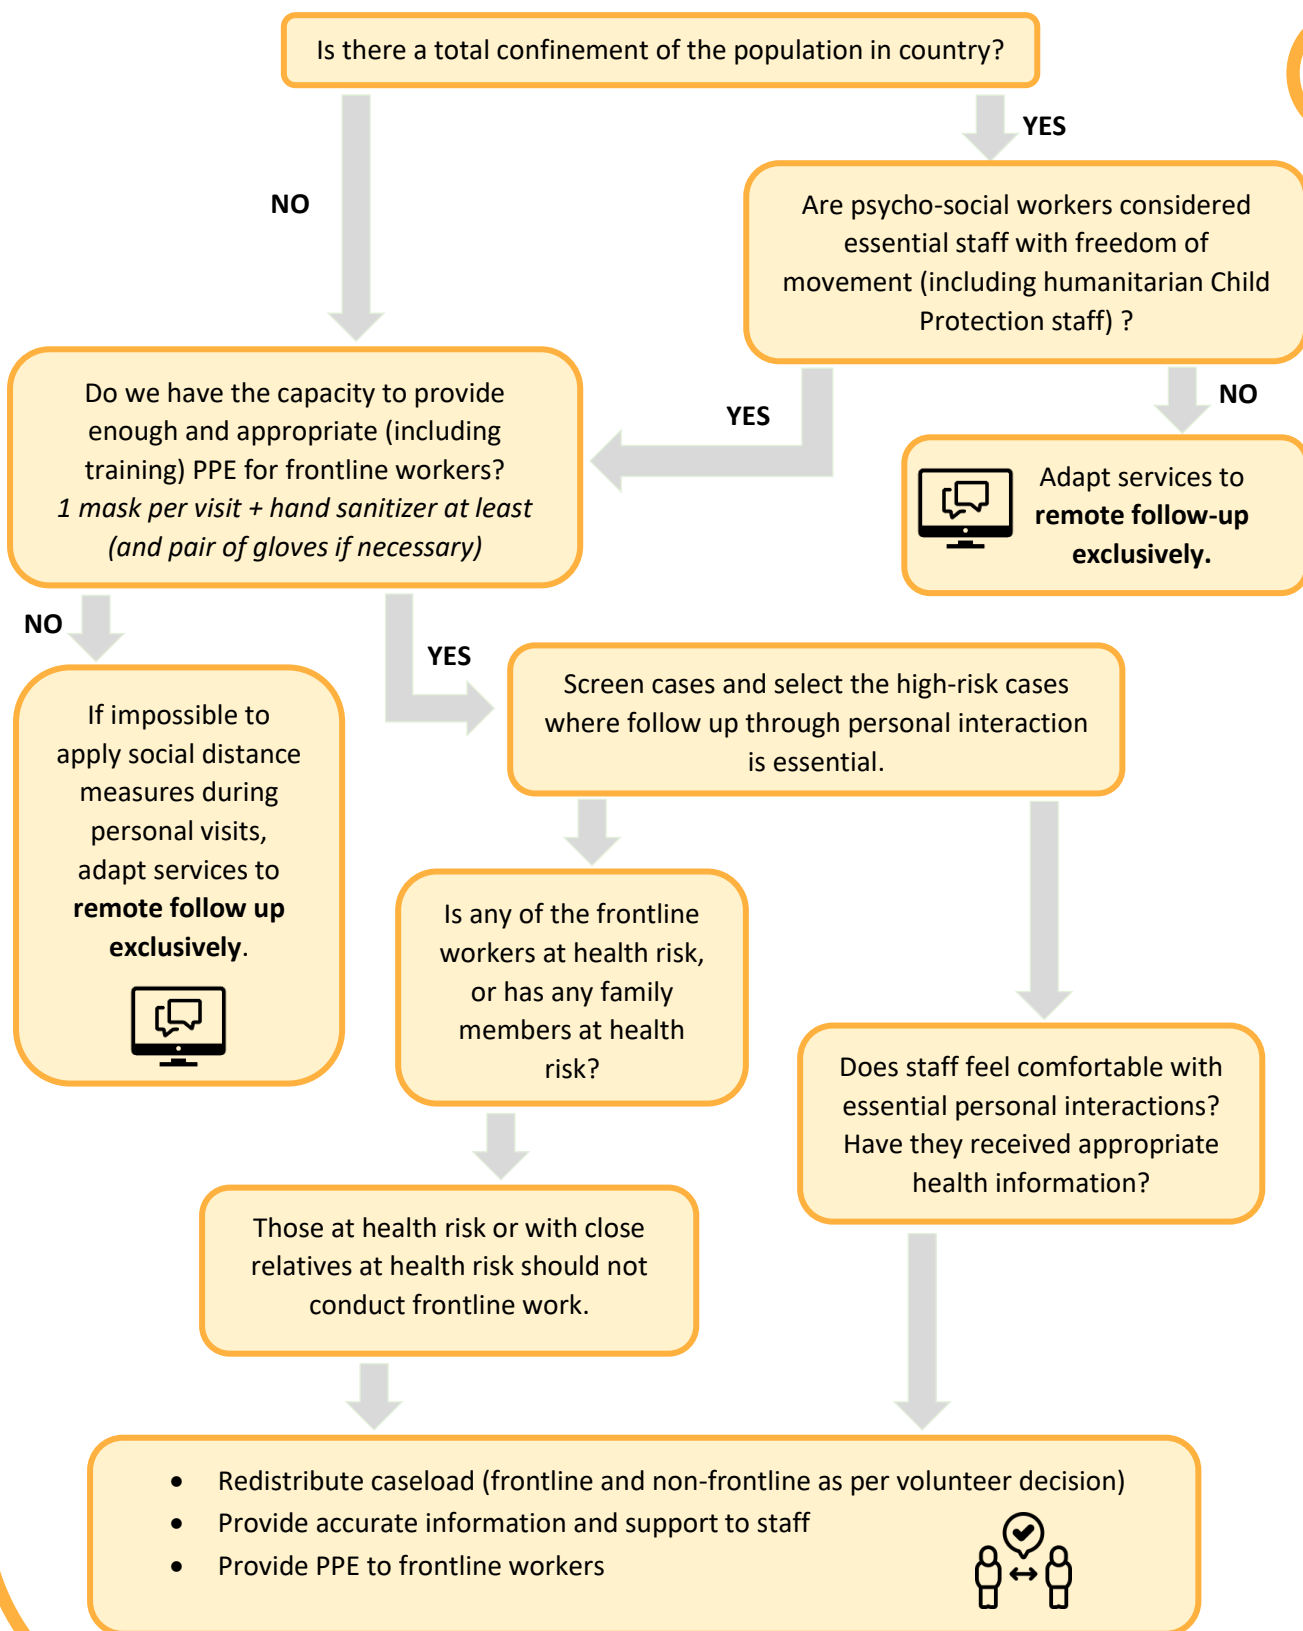 Is there a total confinement of the population in country?
YES
NO
Are psycho-social workers considered
essential staff with freedom of
movement (including humanitarian Child
Protection staff) ?
Do we have the capacity to provide
enough and appropriate (including
training) PPE for frontline workers?
1 mask per visit + hand sanitizer at least
(and pair of gloves if necessary)
YES
NO
Adapt services to
remote follow-up
exclusively.
NO
YES
If impossible to
apply social distance
measures during
personal visits,
adapt services to
remote follow up
exclusively.
Screen cases and select the high-risk cases
where follow up through personal interaction
is essential.
Is any of the frontline
workers at health risk,
or has any family
members at health
risk?
Does staff feel comfortable with
essential personal interactions?
Have they received appropriate
health information?
Those at health risk or with close
relatives at health risk should not
conduct frontline work.
• Redistribute caseload (frontline and non-frontline as per volunteer decision)
• Provide accurate information and support to staff
• Provide PPE to frontline workers